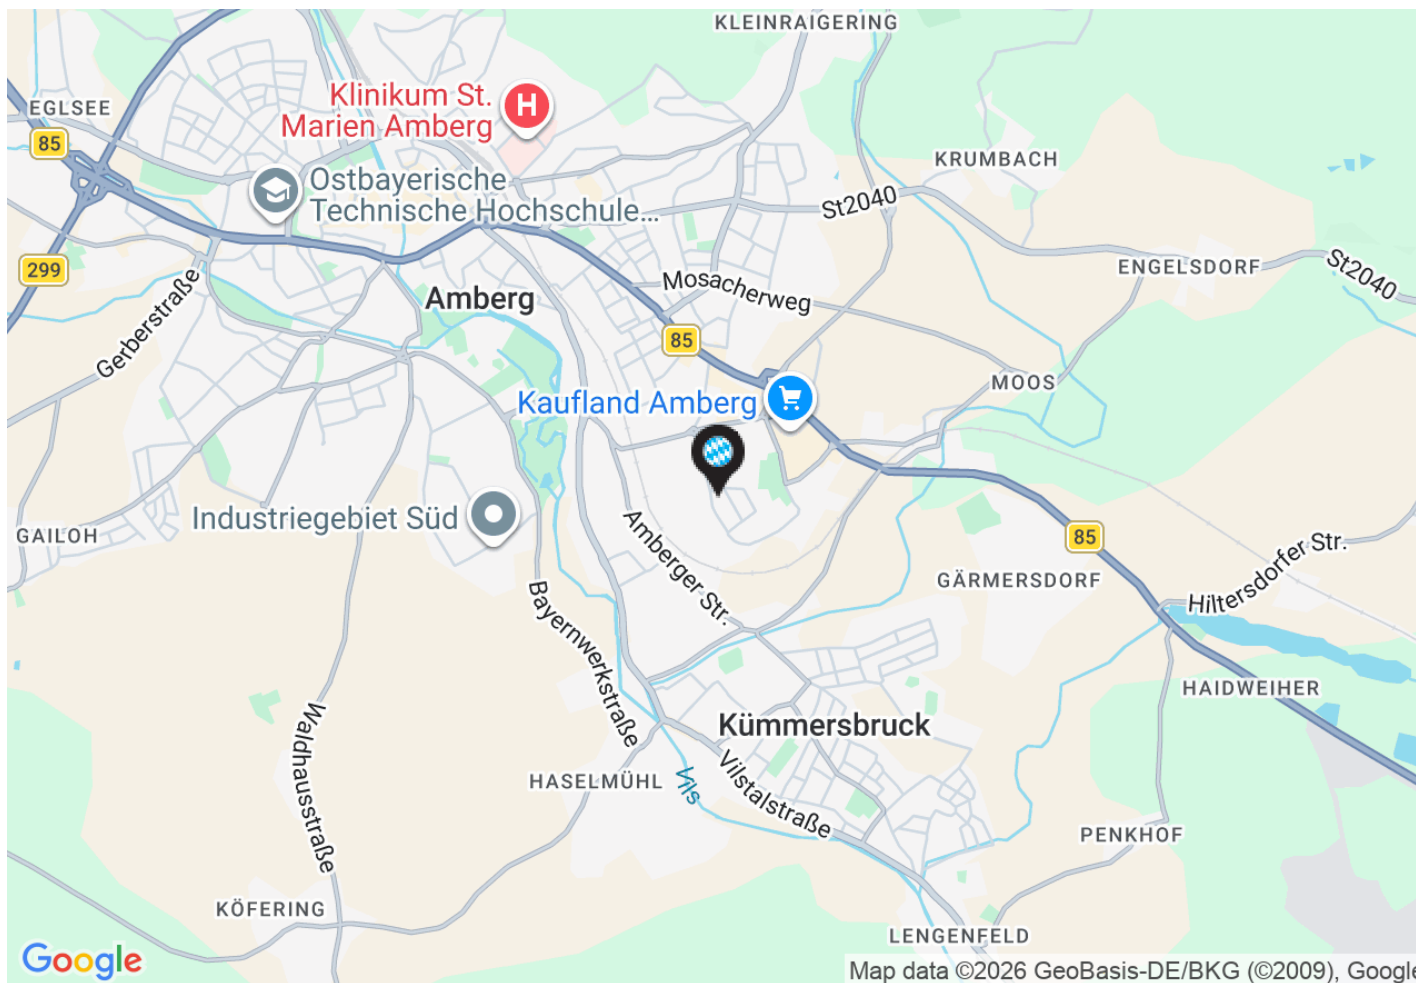 KLEINRAIGERING
Klinikum St.
Marien Amberg
H
EGLSEE
85
KRUMBACH
Ostbayerische
Technische Hochschule...
St2040
299
ENGELSDORF
St2040
Mosacherweg
Amberg
Gerberstraße
85
MOOS
Kaufland Amberg
Industriegebiet Süd
GAILOH
85
Amberger Str.
Hiltersdorfer Str.
GÄRMERSDORF
Bayernwerkstraße
HAIDWEIHER
Kümmersbruck
Waldhausstraße
HASELMÜHL
Vils
Vilstalstraße
PENKHOF
KÖFERING
LENGENFELD
Google
Map data ©2026 GeoBasis-DE/BKG (©2009), Google